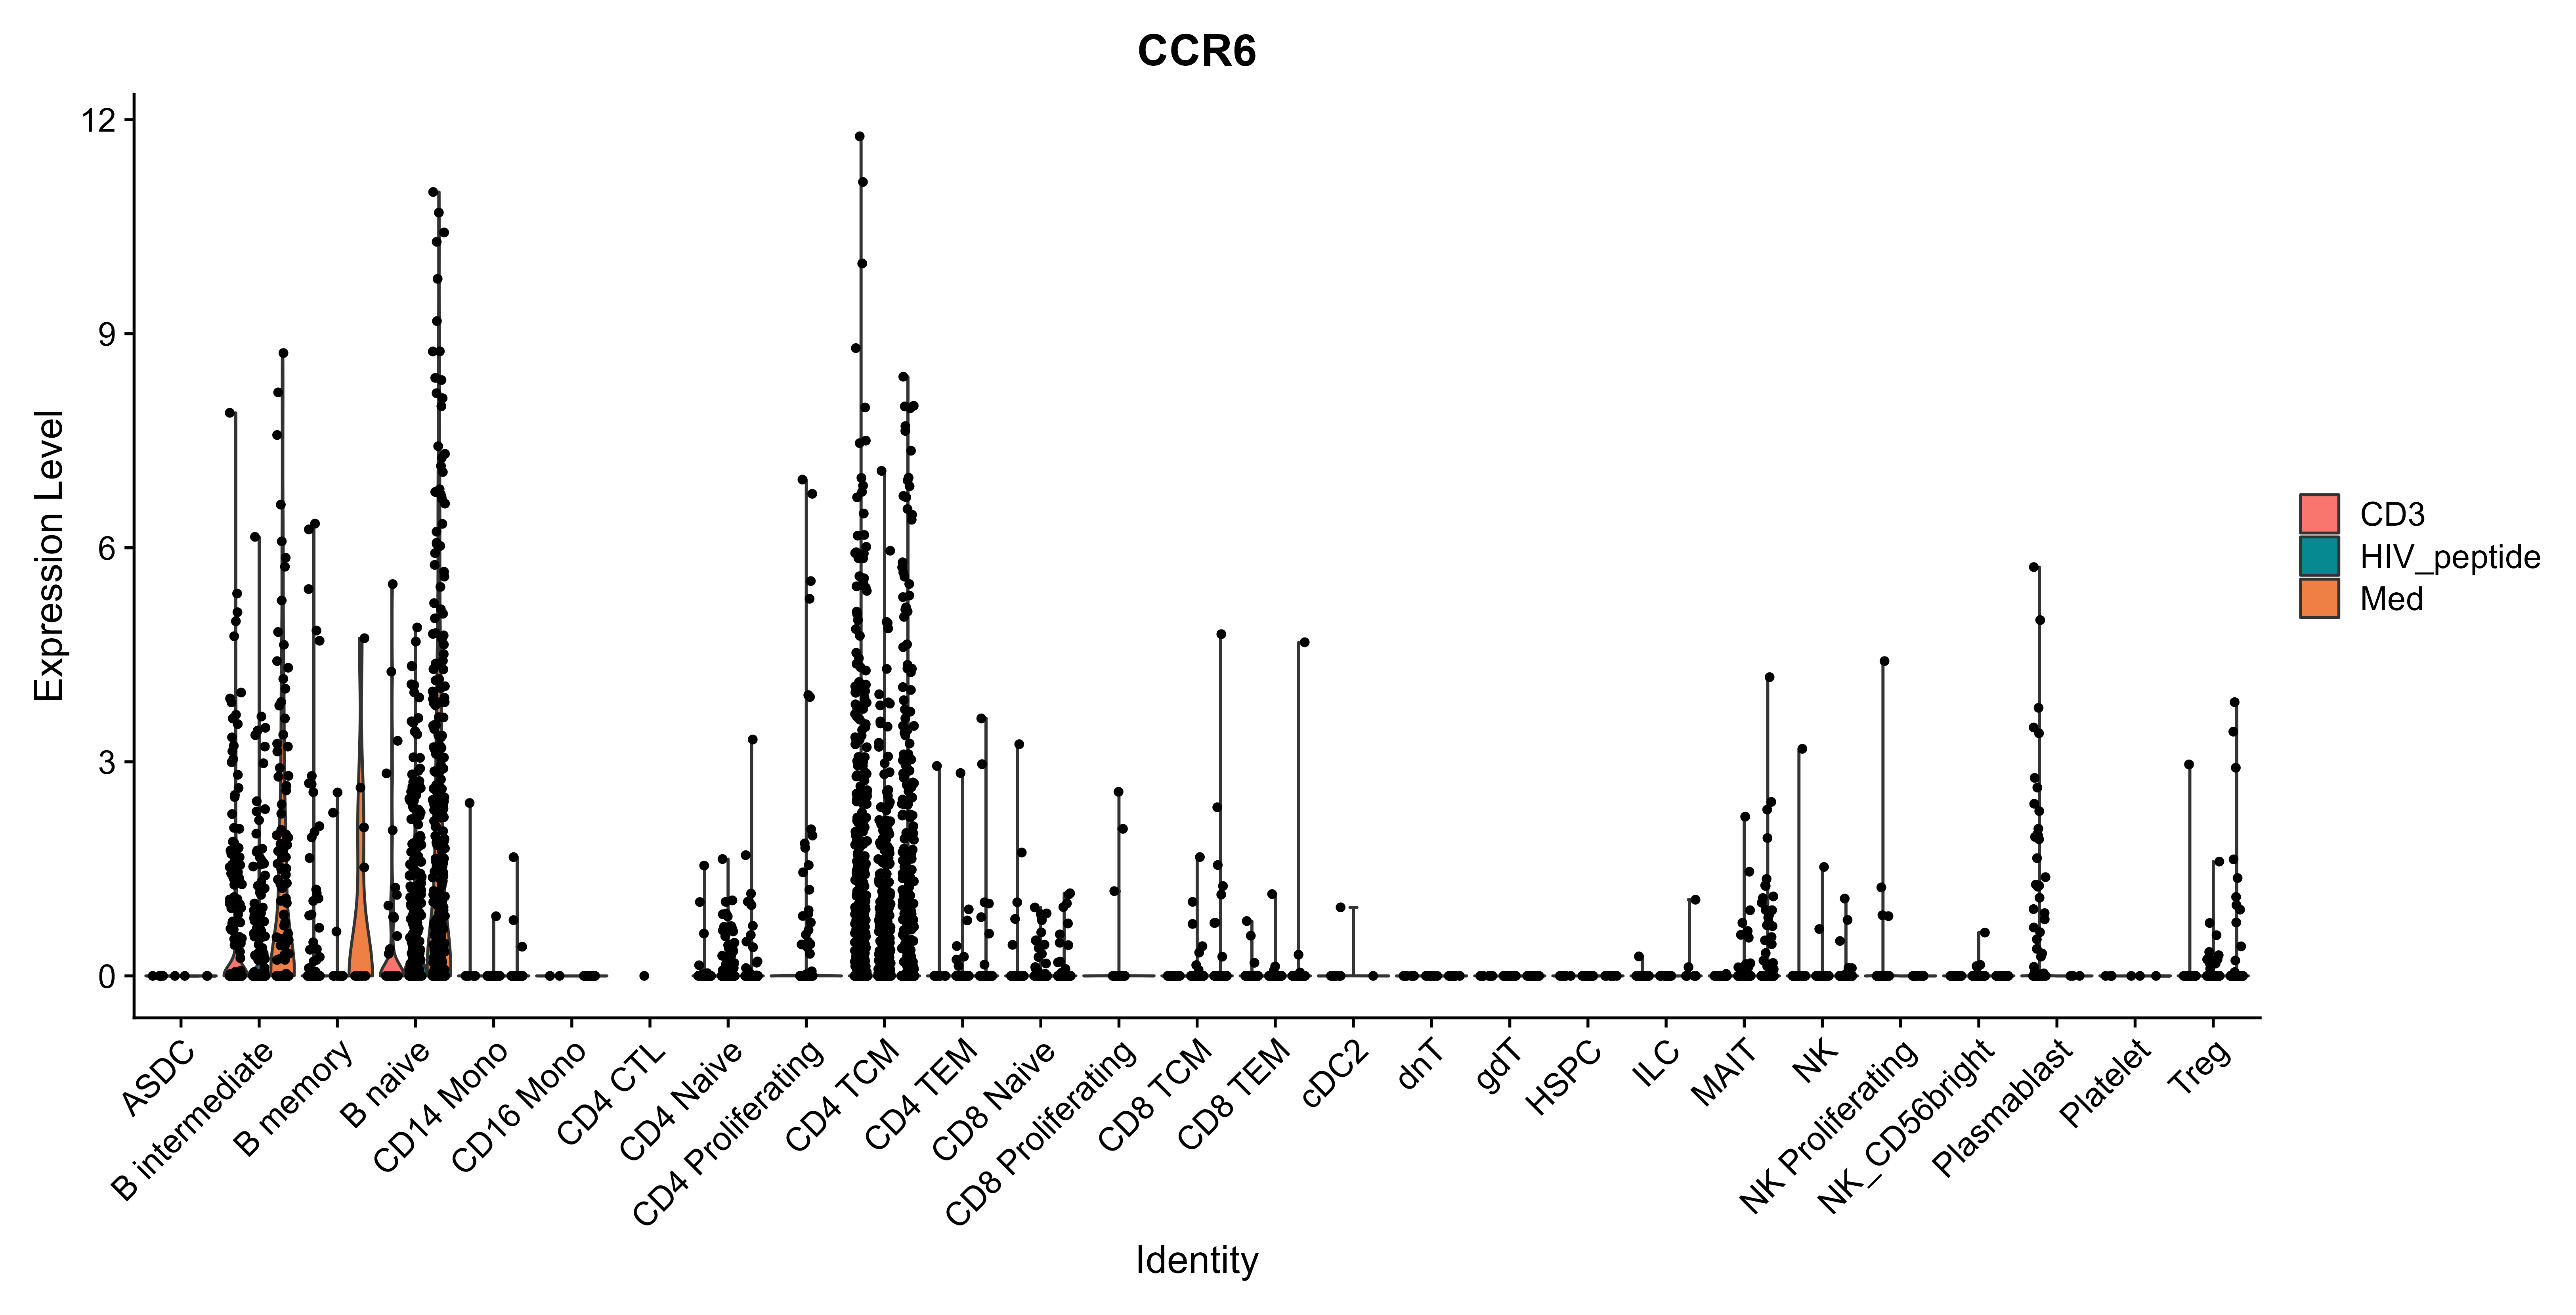 CCR6
12
9
6
3
0
Expression Level
CD3
HIV_peptide
Med
ASDC
B intermediate
B memory
B naive
CD14 Mono
CD16 Mono
CD4 CTL
CD4 Naive
CD4 Proliferating
CD4 TCM
CD4 TEM
CD8 Naive
CD8 Proliferating
CD8 TCM
CD8 TEM
cDC2
dnT
gdT
HSPC
ILC
MAIT
NK
NK Proliferating
NK_CD56bright
Plasmablast
Platelet
Treg
Identity